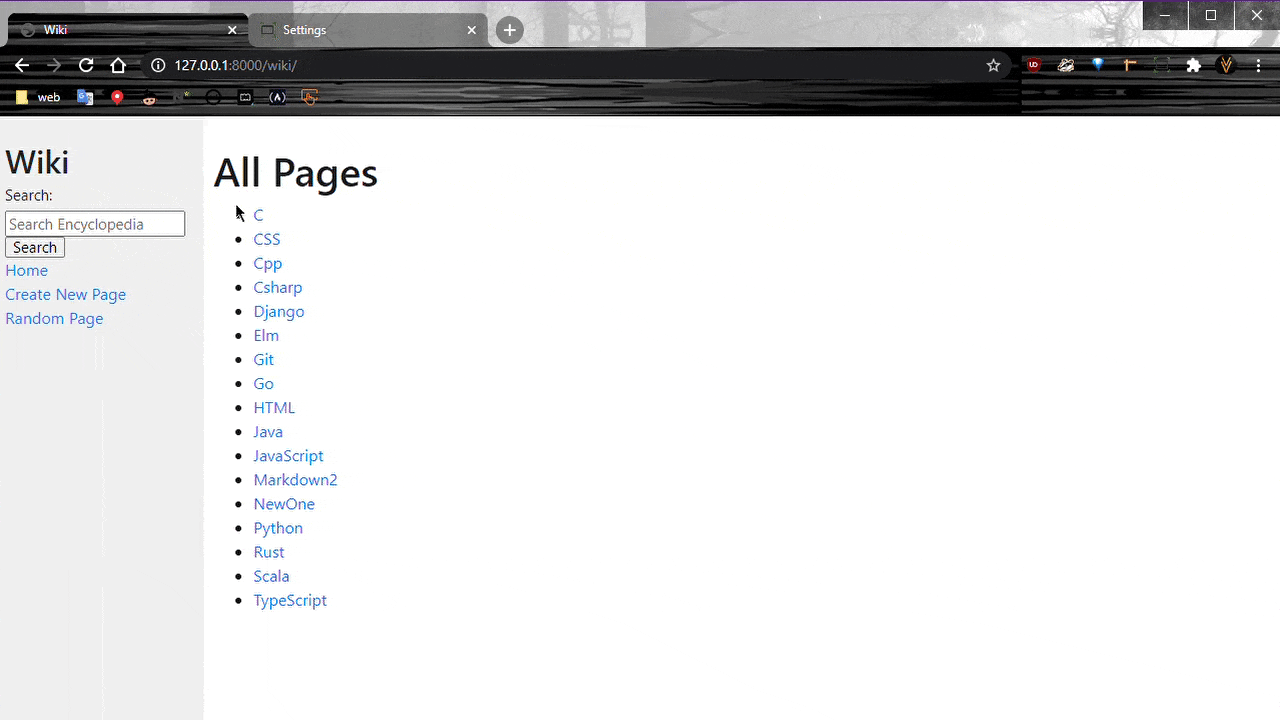 Wiki
Settings
127.0.0.1:8000/wiki/
web
Wiki
Search:
Search Encyclopedia
Search
Home
Create New Page
Random Page
All Pages
C
CSS
Cpp
Csharp
Django
Elm
Git
Go
HTML
Java
JavaScript
Markdown2
NewOne
Python
Rust
Scala
TypeScript